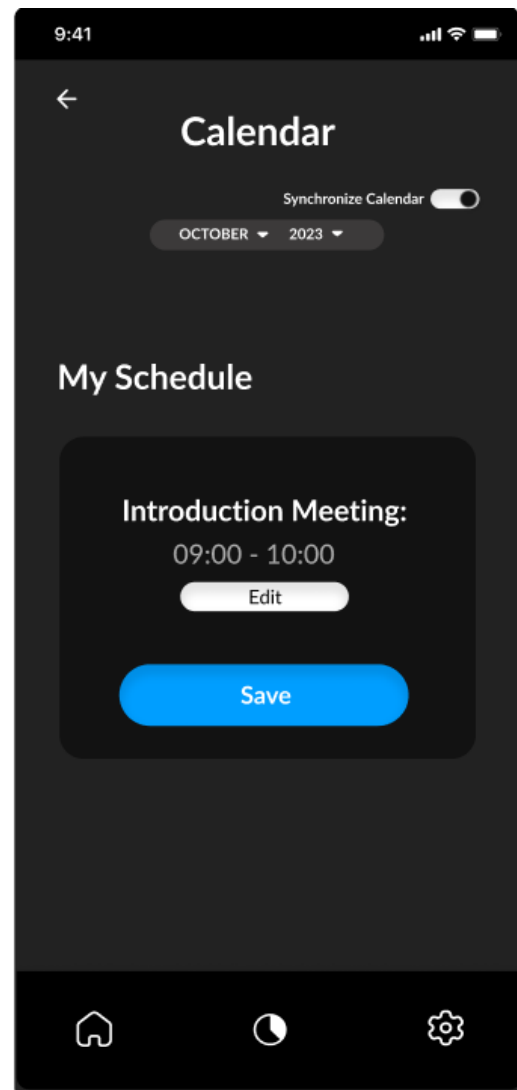 9:41
Calendar
Synchronize Calendar
OCTOBER 2023
My Schedule
Introduction Meeting:
09:00 - 10:00
Edit
Save